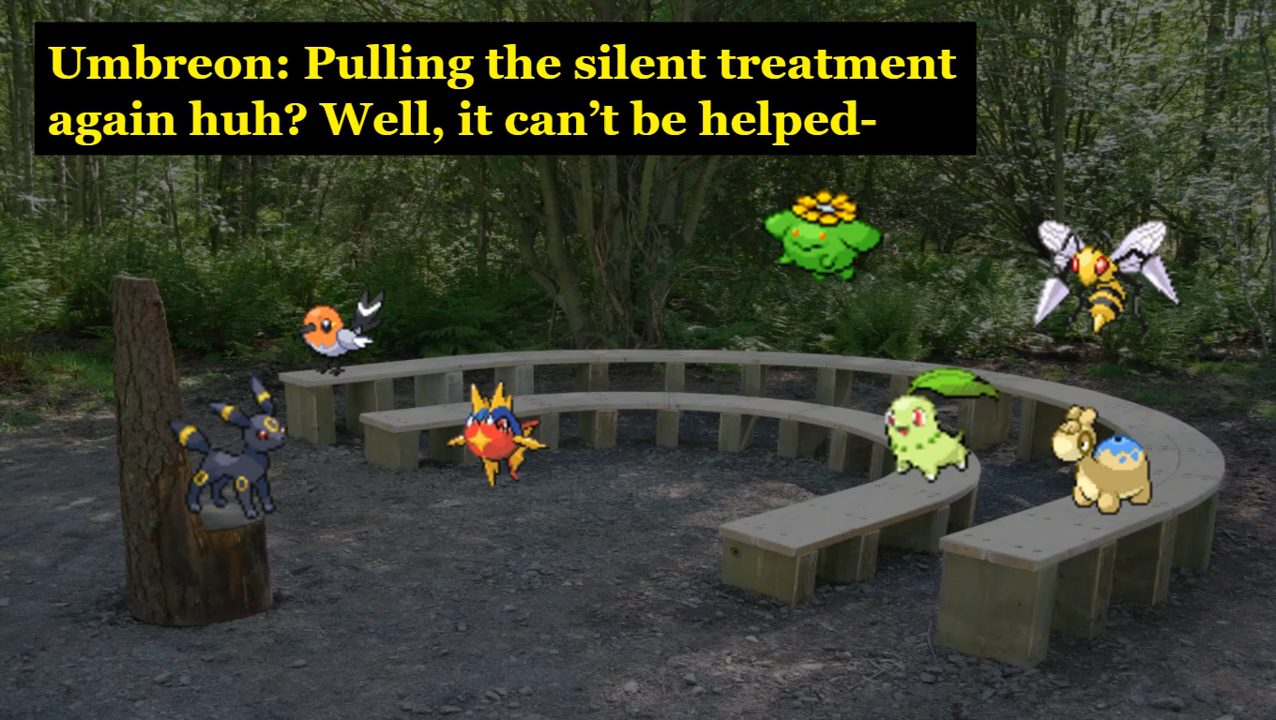 Umbreon: Pulling the silent treatment
again huh? Well, it can’t be helped-